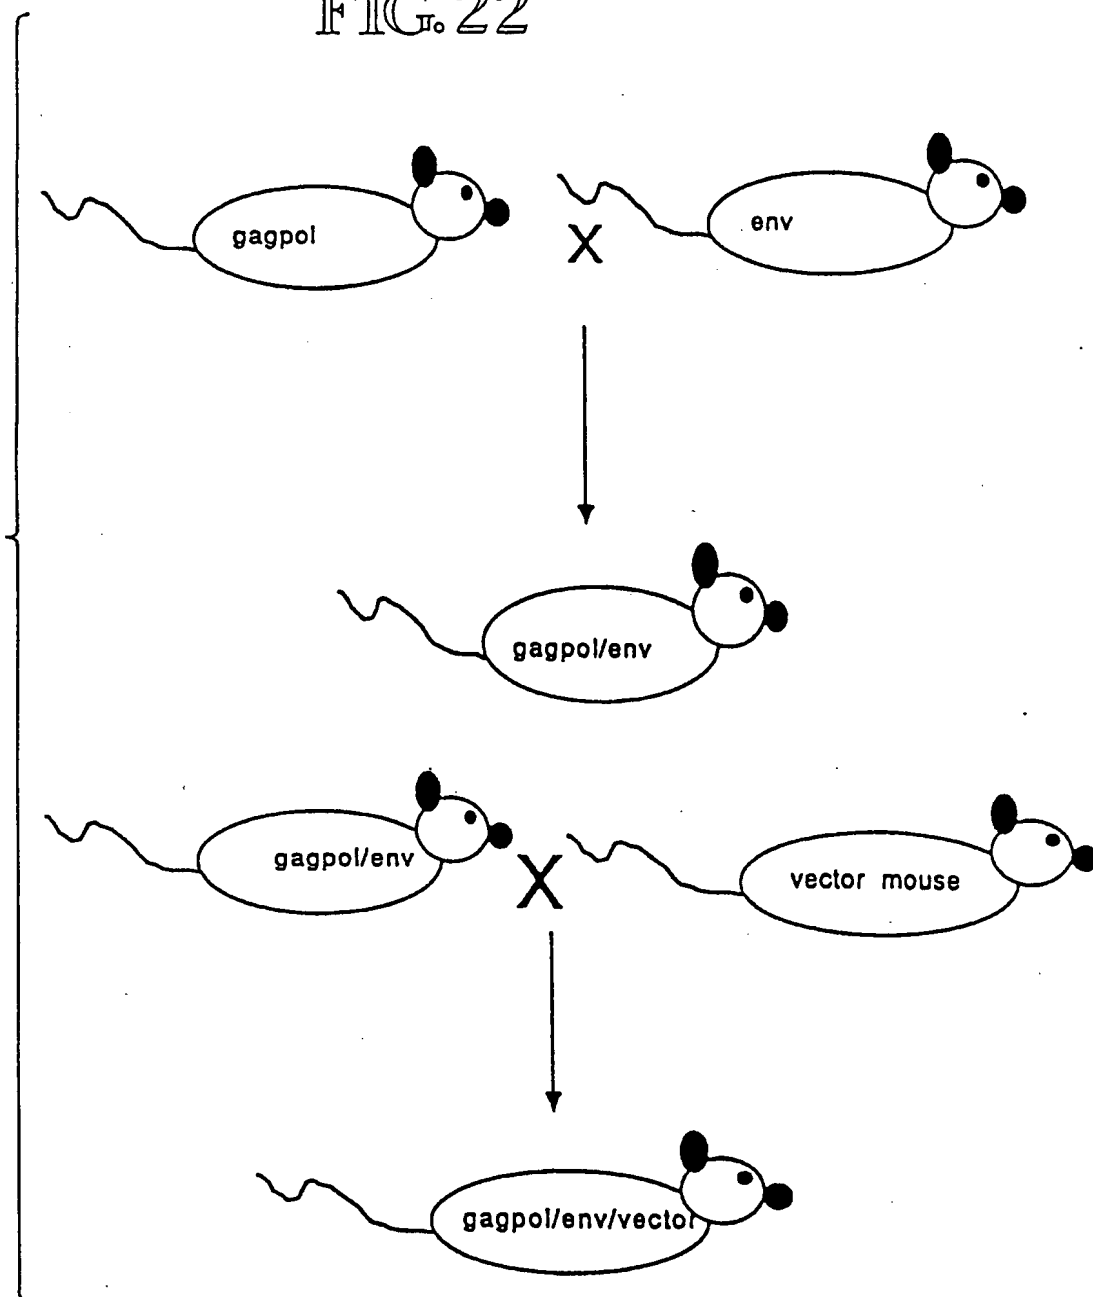 FIG. 22
gagpol
X
env
gagpol/env
gagpol/env
X
vector mouse
gagpol/env/vector